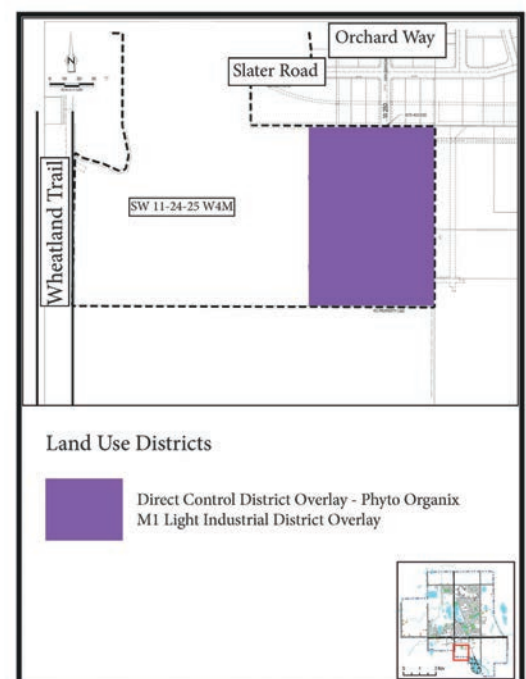 N
Orchard Way
Slater Road
Wheatland Trail
SW 11-24-25 W4M
Land Use Districts
Direct Control District Overlay - Phyto Organix
M1 Light Industrial District Overlay